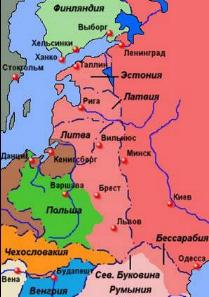 ФИНЛЯНДИЯ
Выборг
Хельсинки
Ханко
Ленинград
Стокгольм
Таллин
ЭСТОНИЯ
ЛАТВИЯ
Рига
ЛИТВА
Вильнюс
Данциг
Кенигсберг
Минск
Варшава
Брест
ПОЛЬША
Киев
Львов
ЧЕХОСЛОВАКИЯ
БЕССАРАБИЯ
Вена
Будапешт
СЕВ. БУКОВИНА
Одесса
ВЕНГРИЯ
РУМЫНИЯ